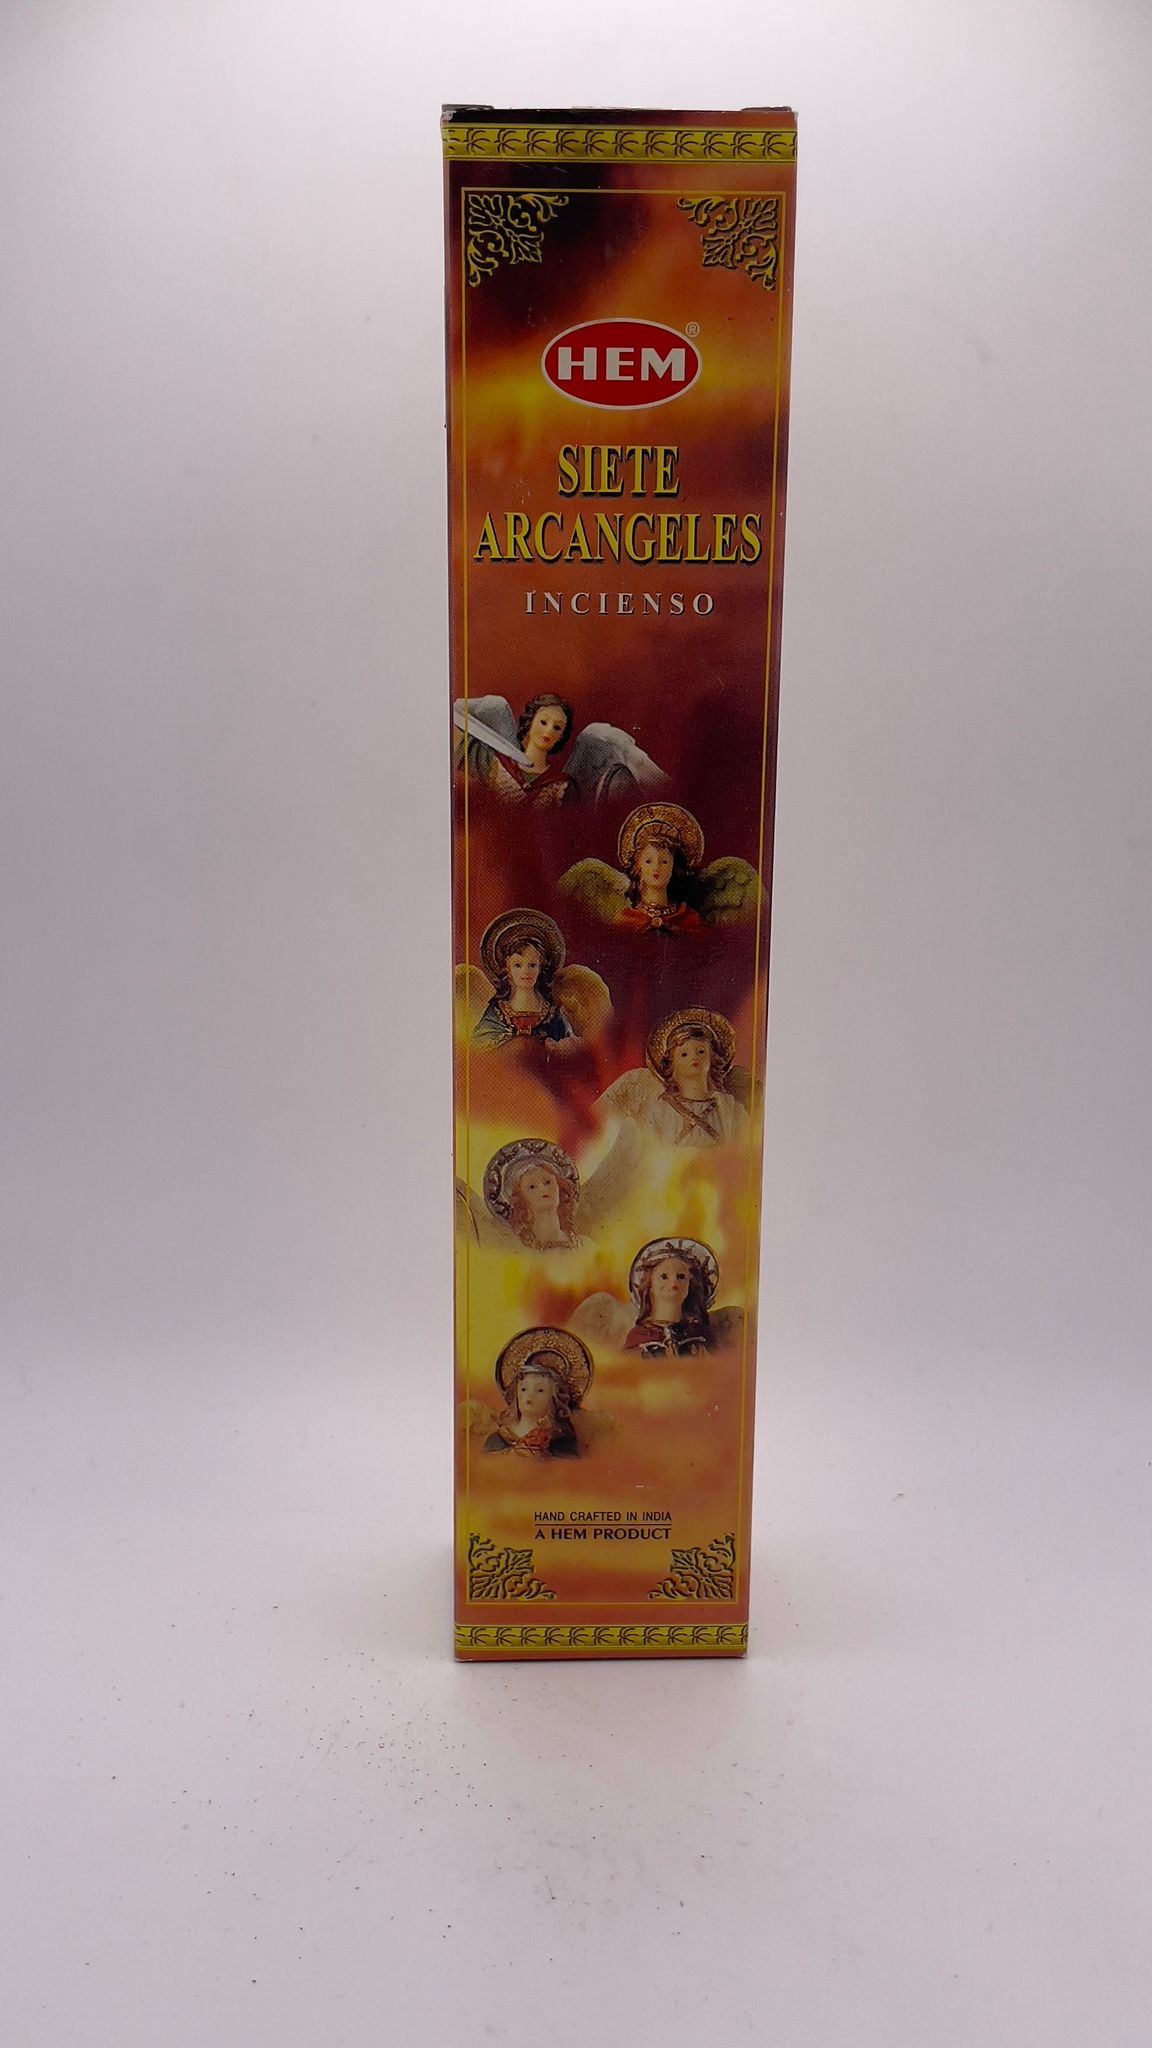 HEM®
SIETE
ARCANGELES
INCIENSO
HAND CRAFTED IN INDIA
A HEM PRODUCT